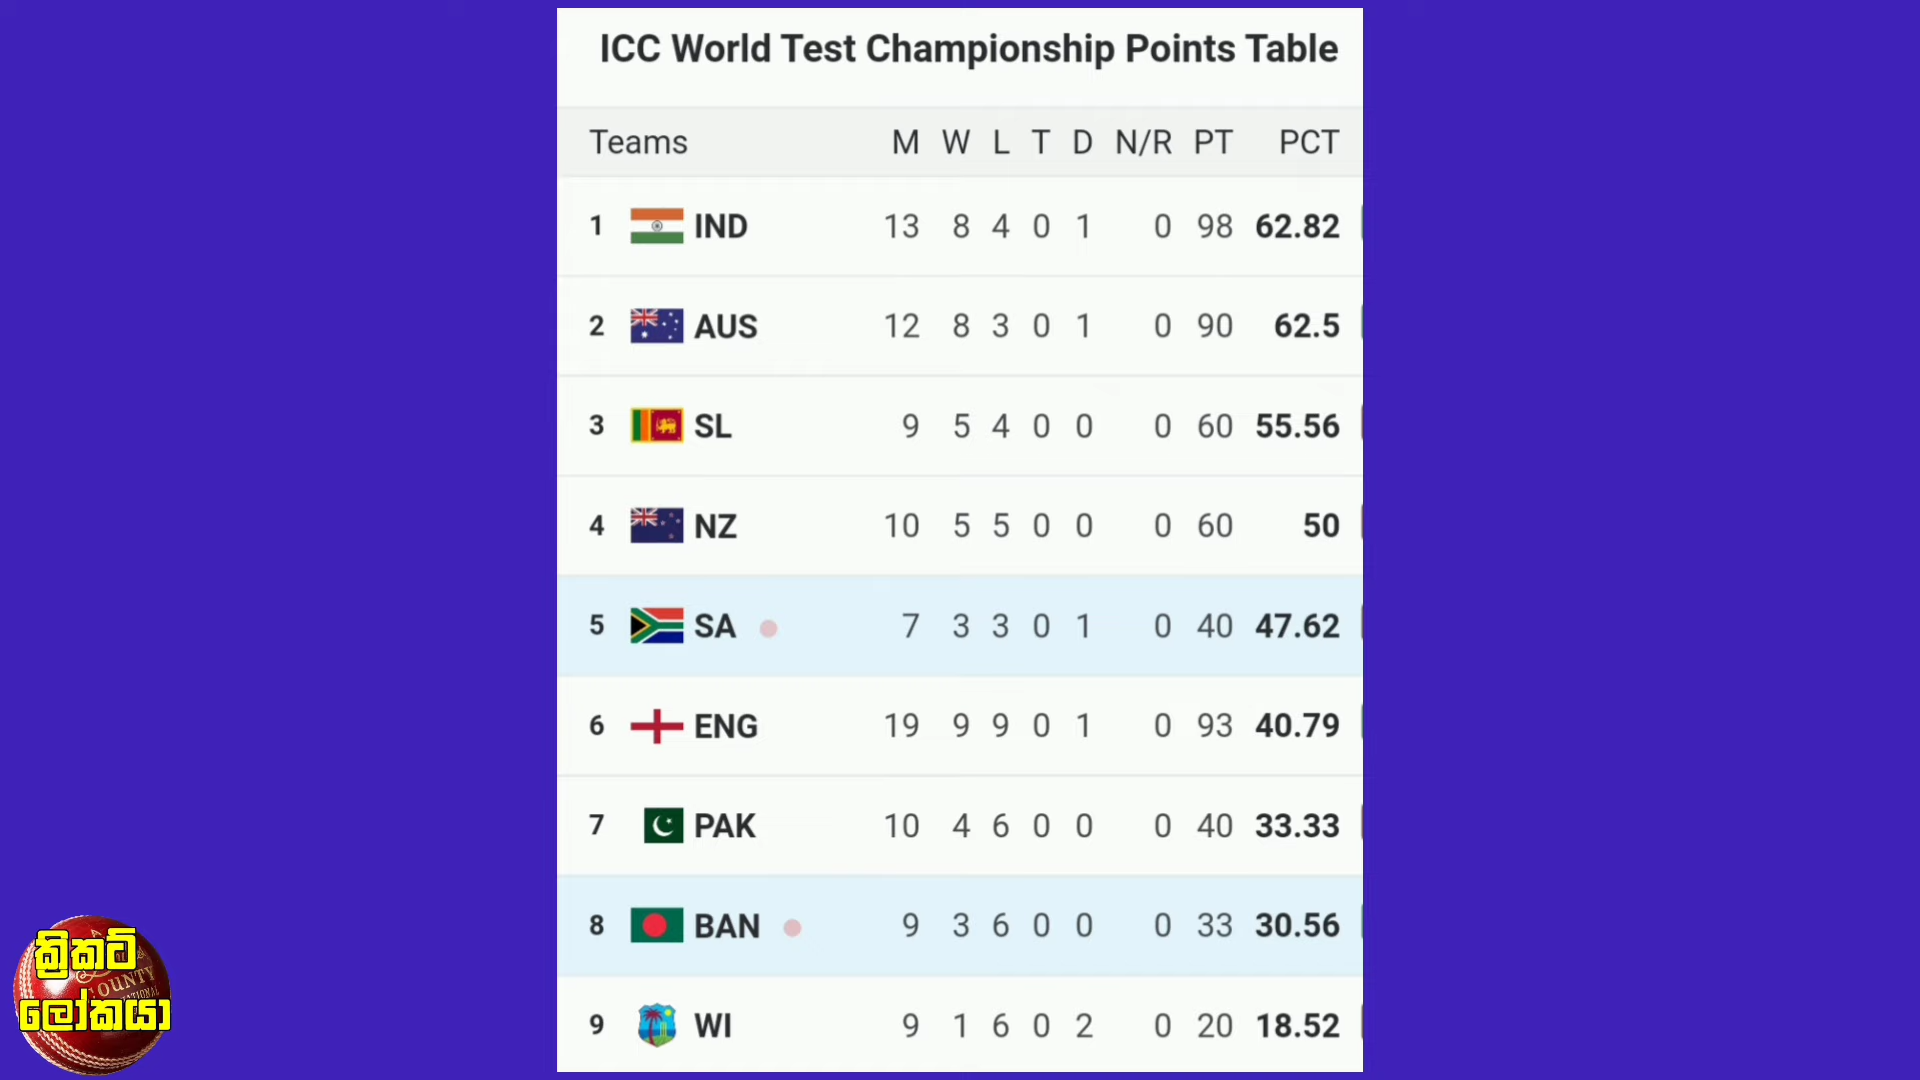 ICC World Test Championship Points Table
Teams M W L T D N/R PT PCT
1 IND 13 8 4 0 1 0 98 62.82
2 AUS 12 8 3 0 1 0 90 62.5
3 SL 9 5 4 0 0 0 60 55.56
4 NZ 10 5 5 0 0 0 60 50
5 SA 7 3 3 0 1 0 40 47.62
6 ENG 19 9 9 0 1 0 93 40.79
7 PAK 10 4 6 0 0 0 40 33.33
8 BAN 9 3 6 0 0 0 33 30.56
9 WI 9 1 6 0 2 0 20 18.52
ක්‍රිකට්
COUNTY
ලෝකයා